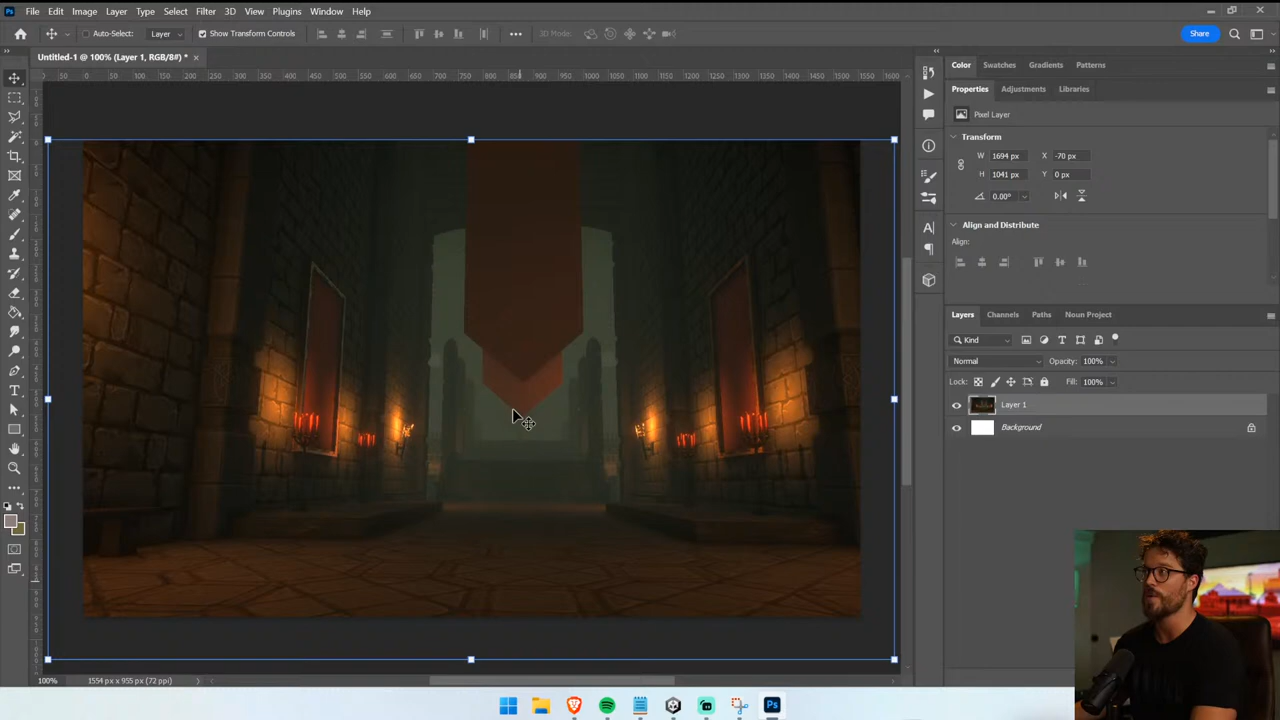 Ps File Edit Image Layer Type Select Filter 3D View Plugins Window Help
Auto-Select: Layer Show Transform Controls 3D Mode: Share
Untitled-1 @ 100% (Layer 1, RGB/8#) *
Color Swatches Gradients Patterns
Properties Adjustments Libraries
Pixel Layer
Transform
W 1694 px X -70 px
H 1041 px Y 0 px
0.00°
Align and Distribute
Align:
Layers Channels Paths Noun Project
Kind
Normal Opacity: 100%
Lock: Fill: 100%
Layer 1
Background
100% 1554 px x 955 px (72 ppi)
Ps